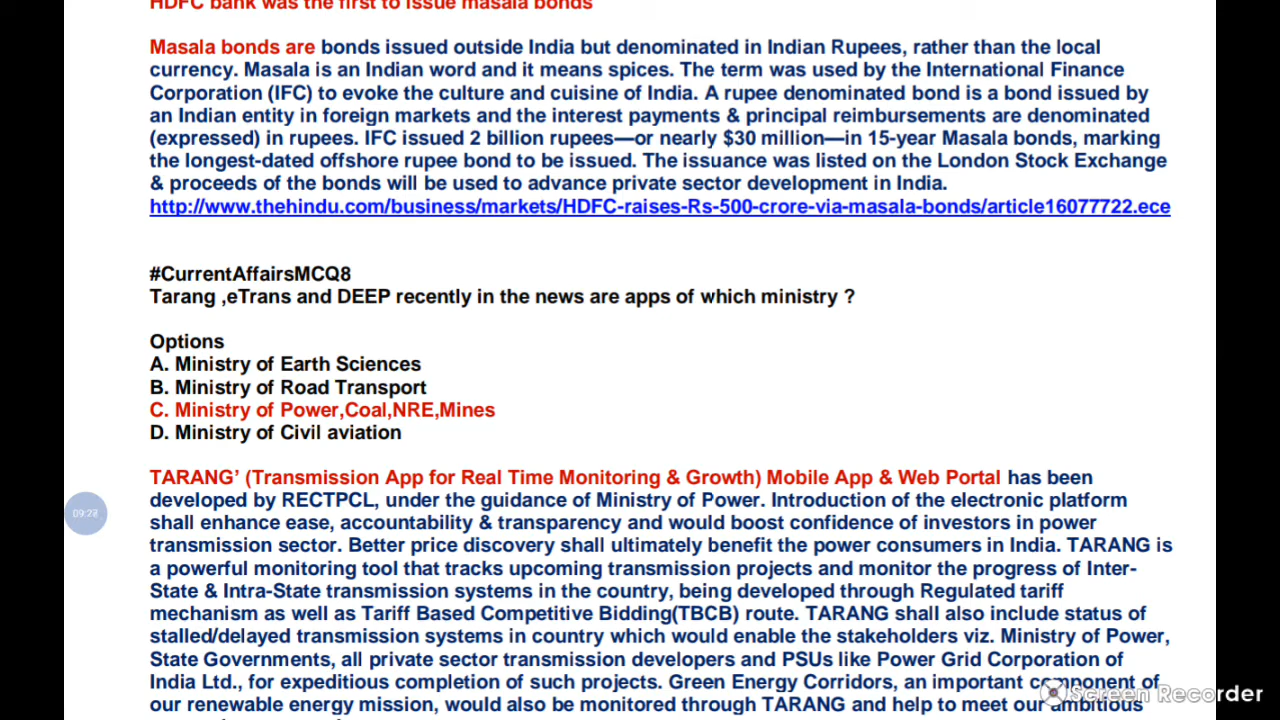 HDFC bank was the first to issue masala bonds
Masala bonds are bonds issued outside India but denominated in Indian Rupees, rather than the local
currency. Masala is an Indian word and it means spices. The term was used by the International Finance
Corporation (IFC) to evoke the culture and cuisine of India. A rupee denominated bond is a bond issued by
an Indian entity in foreign markets and the interest payments & principal reimbursements are denominated
(expressed) in rupees. IFC issued 2 billion rupees—or nearly $30 million—in 15-year Masala bonds, marking
the longest-dated offshore rupee bond to be issued. The issuance was listed on the London Stock Exchange
& proceeds of the bonds will be used to advance private sector development in India.
http://www.thehindu.com/business/markets/HDFC-raises-Rs-500-crore-via-masala-bonds/article16077722.ece
#CurrentAffairsMCQ8
Tarang ,eTrans and DEEP recently in the news are apps of which ministry ?
Options
A. Ministry of Earth Sciences
B. Ministry of Road Transport
C. Ministry of Power,Coal,NRE,Mines
D. Ministry of Civil aviation
TARANG’ (Transmission App for Real Time Monitoring & Growth) Mobile App & Web Portal has been
developed by RECTPCL, under the guidance of Ministry of Power. Introduction of the electronic platform
09:28
shall enhance ease, accountability & transparency and would boost confidence of investors in power
transmission sector. Better price discovery shall ultimately benefit the power consumers in India. TARANG is
a powerful monitoring tool that tracks upcoming transmission projects and monitor the progress of Inter-
State & Intra-State transmission systems in the country, being developed through Regulated tariff
mechanism as well as Tariff Based Competitive Bidding(TBCB) route. TARANG shall also include status of
stalled/delayed transmission systems in country which would enable the stakeholders viz. Ministry of Power,
State Governments, all private sector transmission developers and PSUs like Power Grid Corporation of
India Ltd., for expeditious completion of such projects. Green Energy Corridors, an important component of
our renewable energy mission, would also be monitored through TARANG and help to meet our ambitious
Screen Recorder